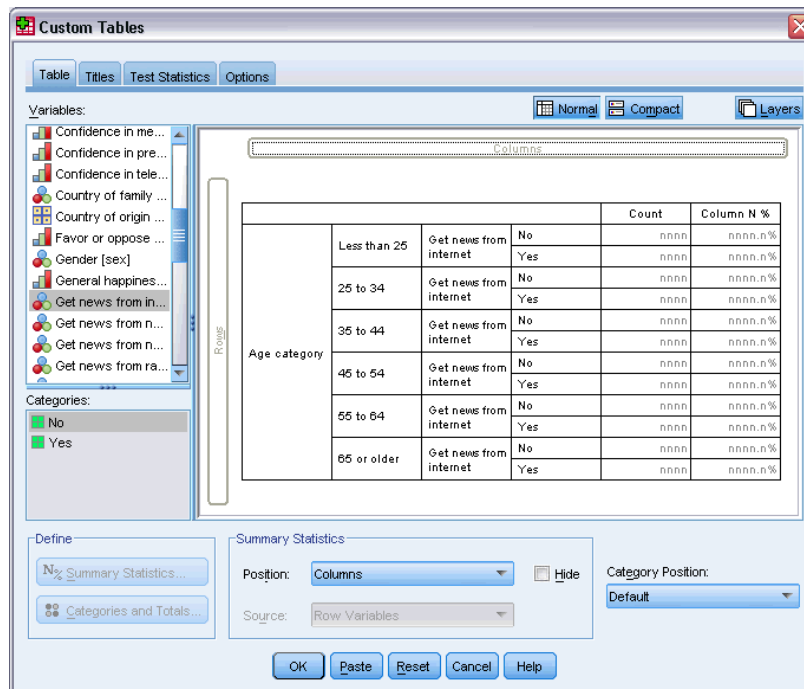 Custom Tables
Table Titles Test Statistics Options
Variables:
Normal Compact Layers
Confidence in me...
Confidence in pre...
Confidence in tele...
Country of family ...
Country of origin ...
Favor or oppose ...
Gender [sex]
General happines...
Get news from in...
Get news from n...
Get news from n...
Get news from ra...
Categories:
No
Yes
Columns
Rows
Count Column N %
Age category
Less than 25 Get news from internet No nnnn nnnn.n%
Yes nnnn nnnn.n%
25 to 34 Get news from internet No nnnn nnnn.n%
Yes nnnn nnnn.n%
35 to 44 Get news from internet No nnnn nnnn.n%
Yes nnnn nnnn.n%
45 to 54 Get news from internet No nnnn nnnn.n%
Yes nnnn nnnn.n%
55 to 64 Get news from internet No nnnn nnnn.n%
Yes nnnn nnnn.n%
65 or older Get news from internet No nnnn nnnn.n%
Yes nnnn nnnn.n%
Define
N% Summary Statistics...
Categories and Totals...
Summary Statistics
Position: Columns Hide
Source: Row Variables
Category Position:
Default
OK Paste Reset Cancel Help